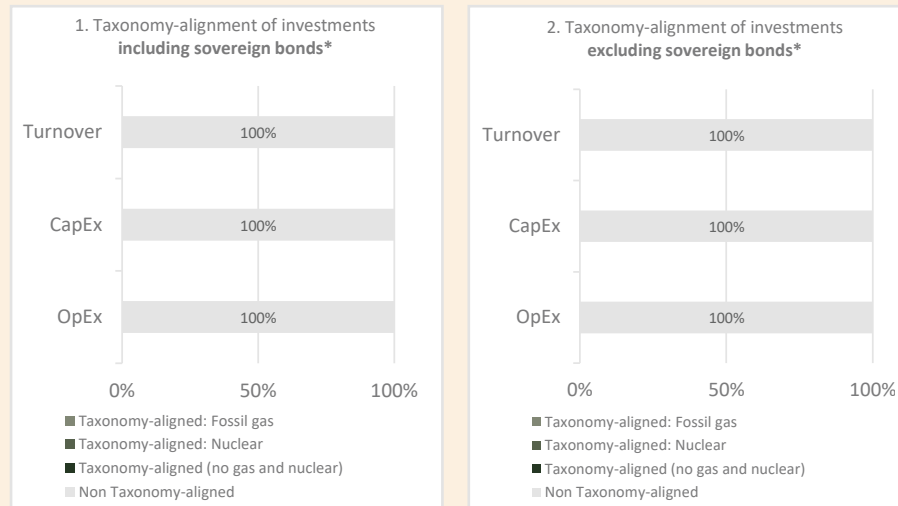 1. Taxonomy-alignment of investments
including sovereign bonds*
Turnover
100%
CapEx
100%
OpEx
100%
0%
50%
100%
Taxonomy-aligned: Fossil gas
Taxonomy-aligned: Nuclear
Taxonomy-aligned (no gas and nuclear)
Non Taxonomy-aligned
2. Taxonomy-alignment of investments
excluding sovereign bonds*
Turnover
100%
CapEx
100%
OpEx
100%
0%
50%
100%
Taxonomy-aligned: Fossil gas
Taxonomy-aligned: Nuclear
Taxonomy-aligned (no gas and nuclear)
Non Taxonomy-aligned